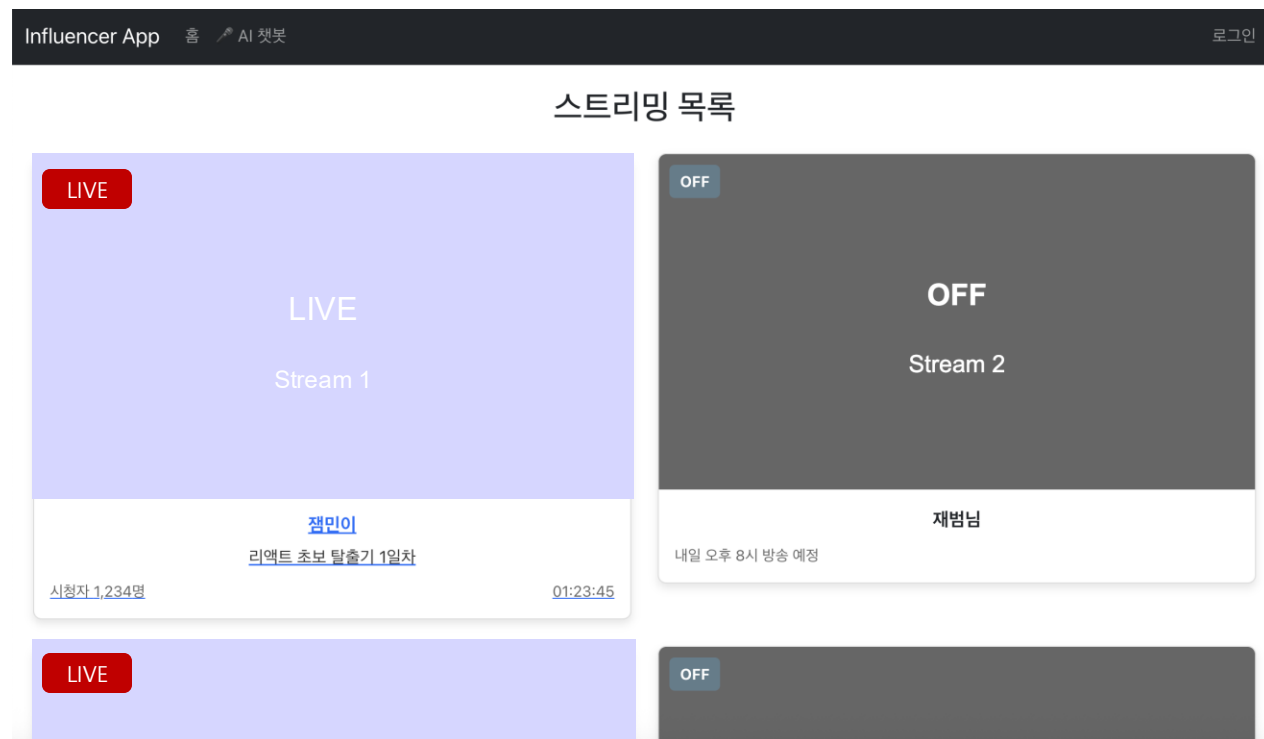 Influencer App 홈 🎤 AI 챗봇 로그인
스트리밍 목록
LIVE
LIVE
Stream 1
잼민이
리액트 초보 탈출기 1일차
시청자 1,234명 01:23:45
OFF
OFF
Stream 2
재범님
내일 오후 8시 방송 예정
LIVE
OFF